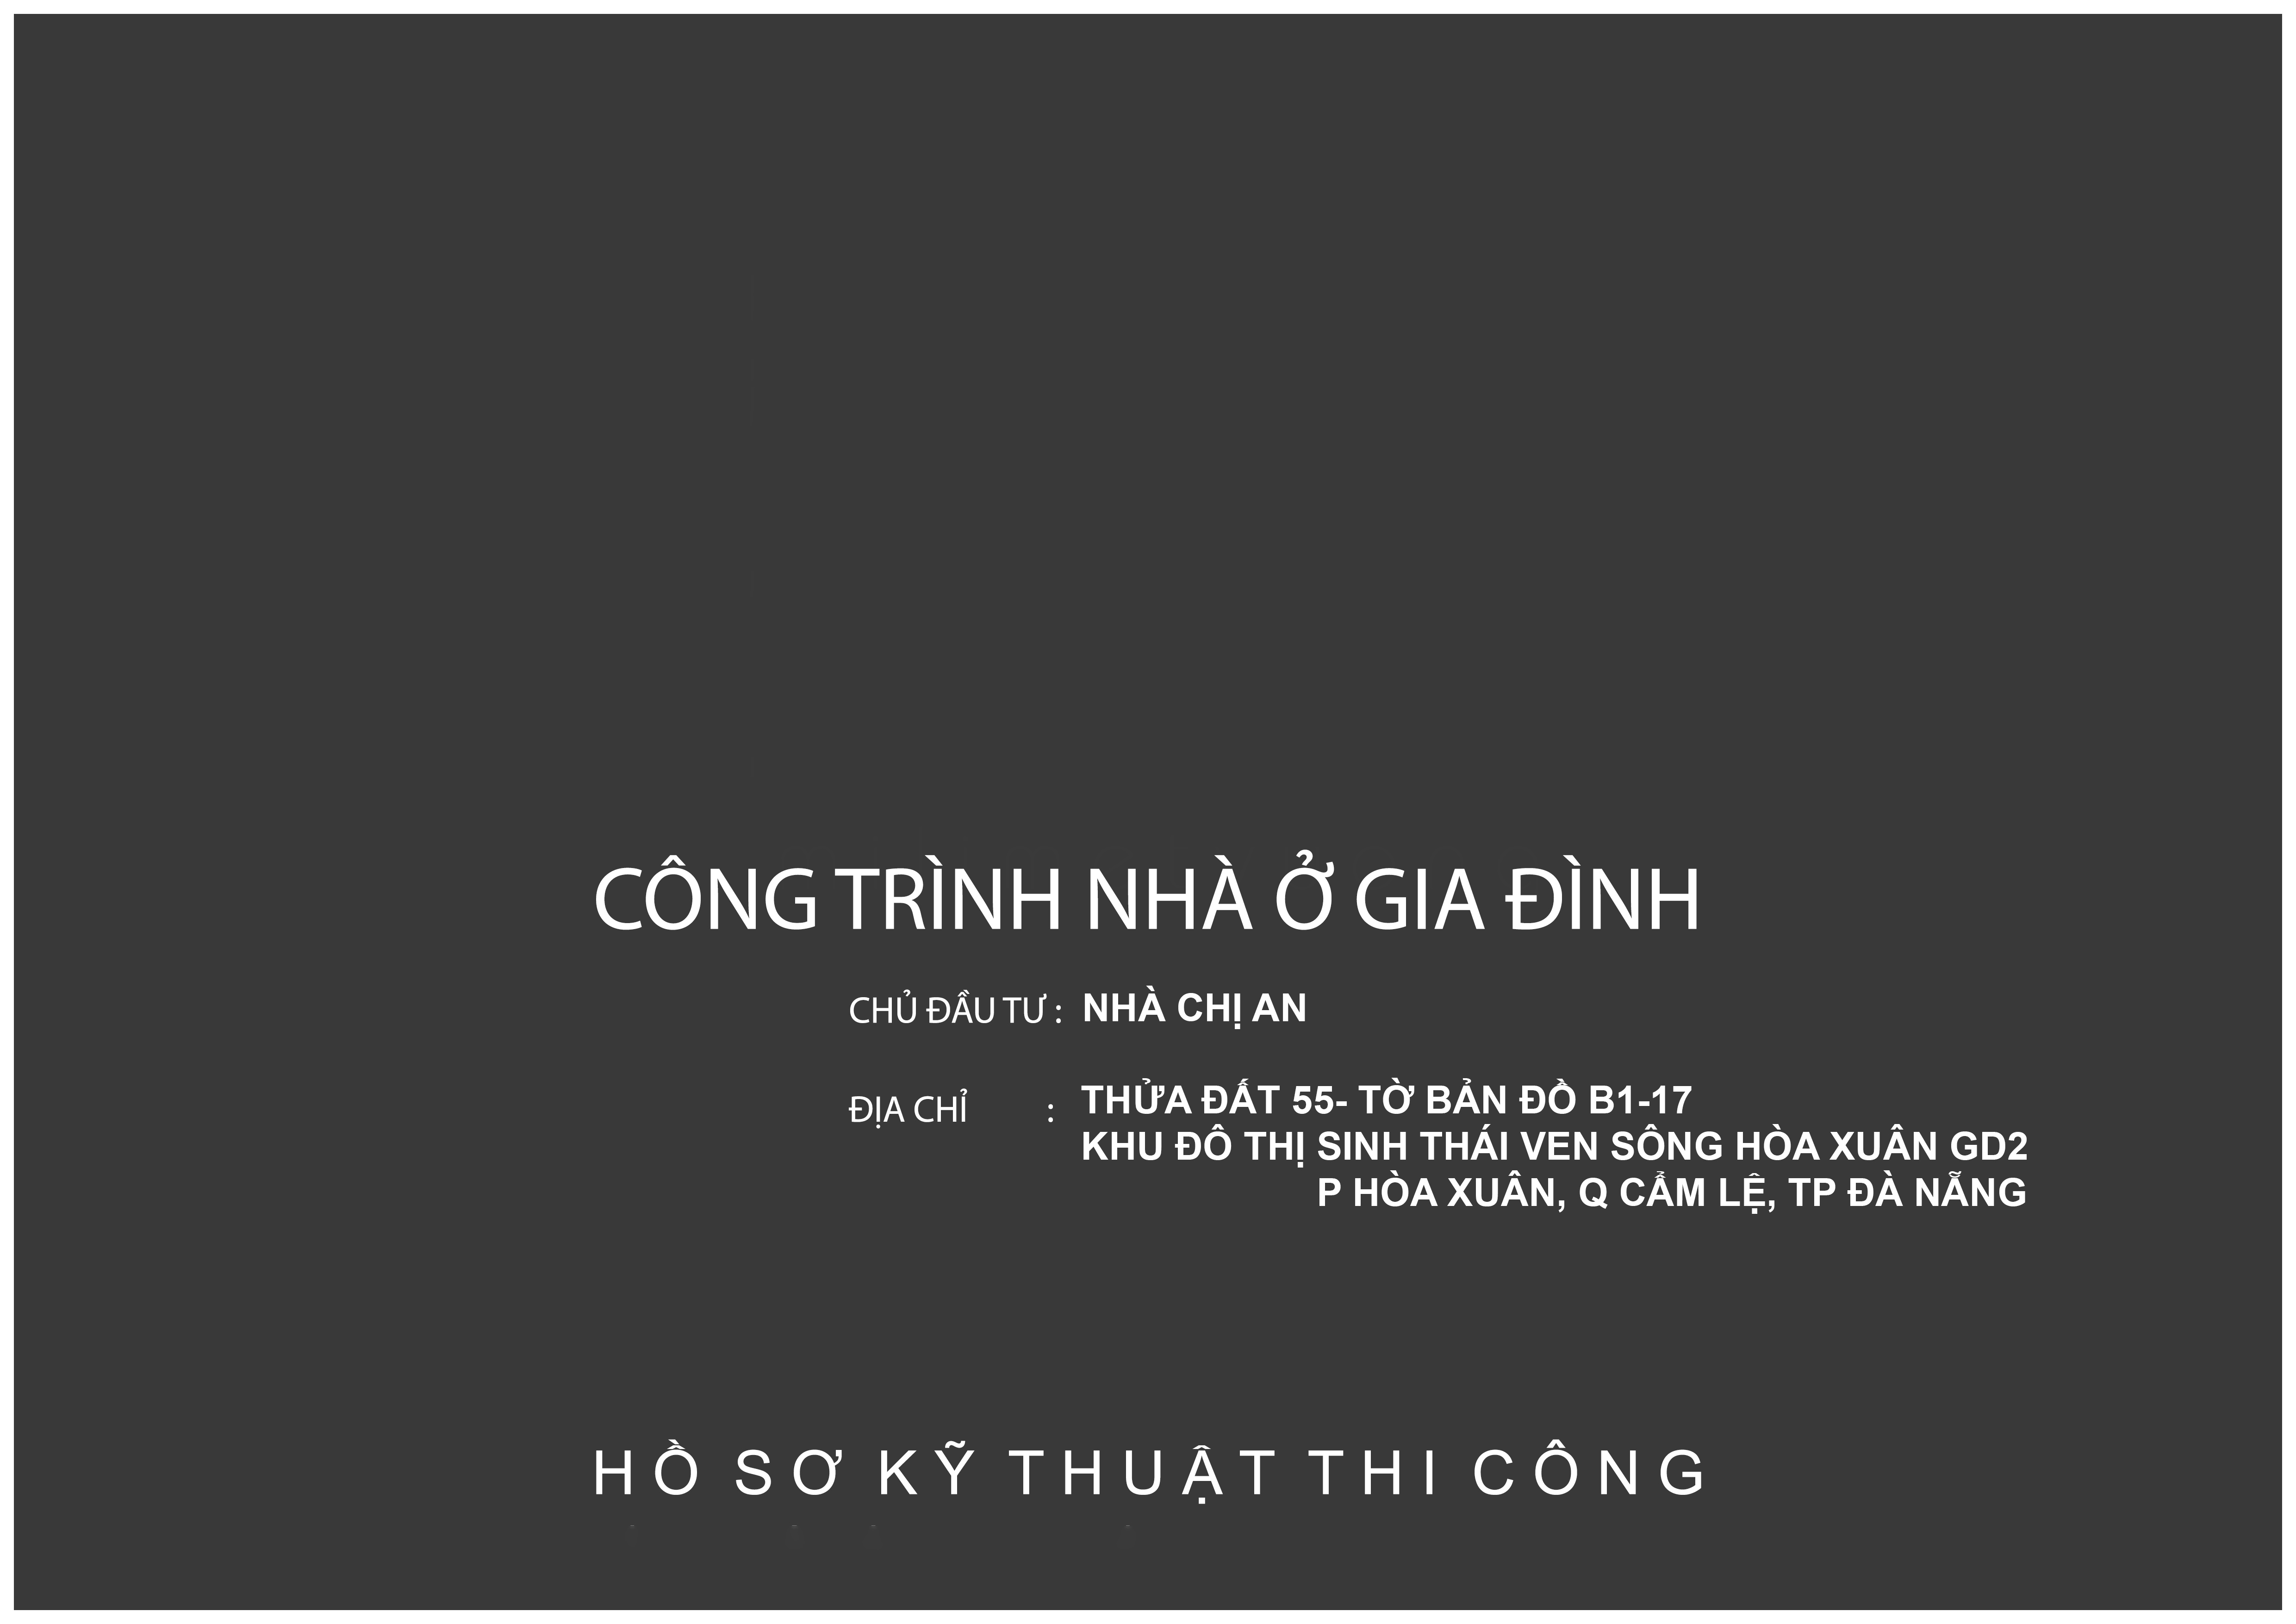 CÔNG TRÌNH NHÀ Ở GIA ĐÌNH
CHỦ ĐẦU TƯ : NHÀ CHỊ AN
ĐỊA CHỈ : THỬA ĐẤT 55- TỜ BẢN ĐỒ B1-17
KHU ĐÔ THỊ SINH THÁI VEN SÔNG HÒA XUÂN GD2
P HÒA XUÂN, Q CẨM LỆ, TP ĐÀ NẴNG
HỒ SƠ KỸ THUẬT THI CÔNG